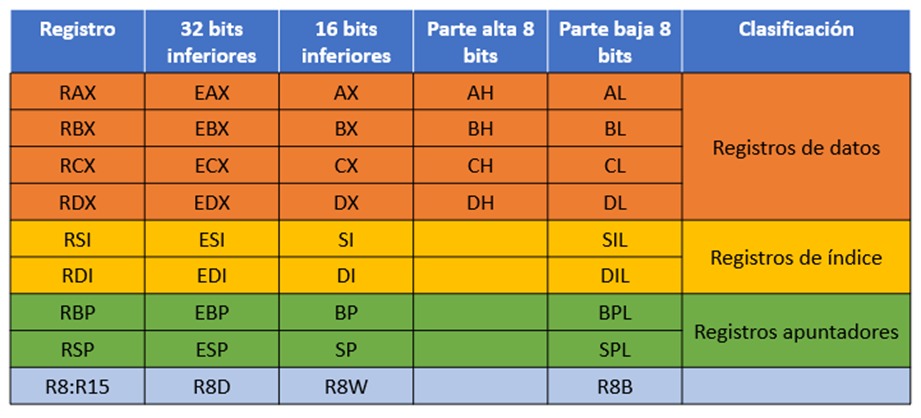 Registro 32 bits inferiores 16 bits inferiores Parte alta 8 bits Parte baja 8 bits Clasificación
RAX EAX AX AH AL Registros de datos
RBX EBX BX BH BL
RCX ECX CX CH CL
RDX EDX DX DH DL
RSI ESI SI SIL Registros de índice
RDI EDI DI DIL
RBP EBP BP BPL Registros apuntadores
RSP ESP SP SPL
R8:R15 R8D R8W R8B